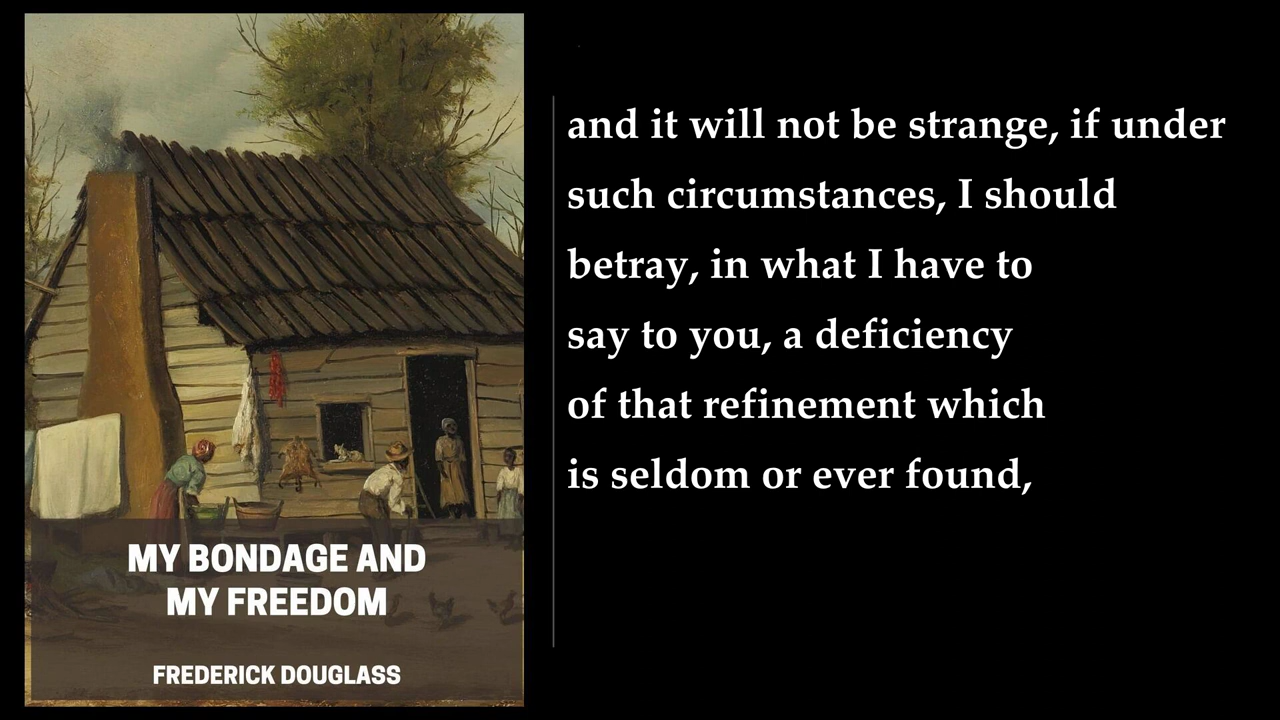 MY BONDAGE AND
MY FREEDOM
FREDERICK DOUGLASS
and it will not be strange, if under
such circumstances, I should
betray, in what I have to
say to you, a deficiency
of that refinement which
is seldom or ever found,